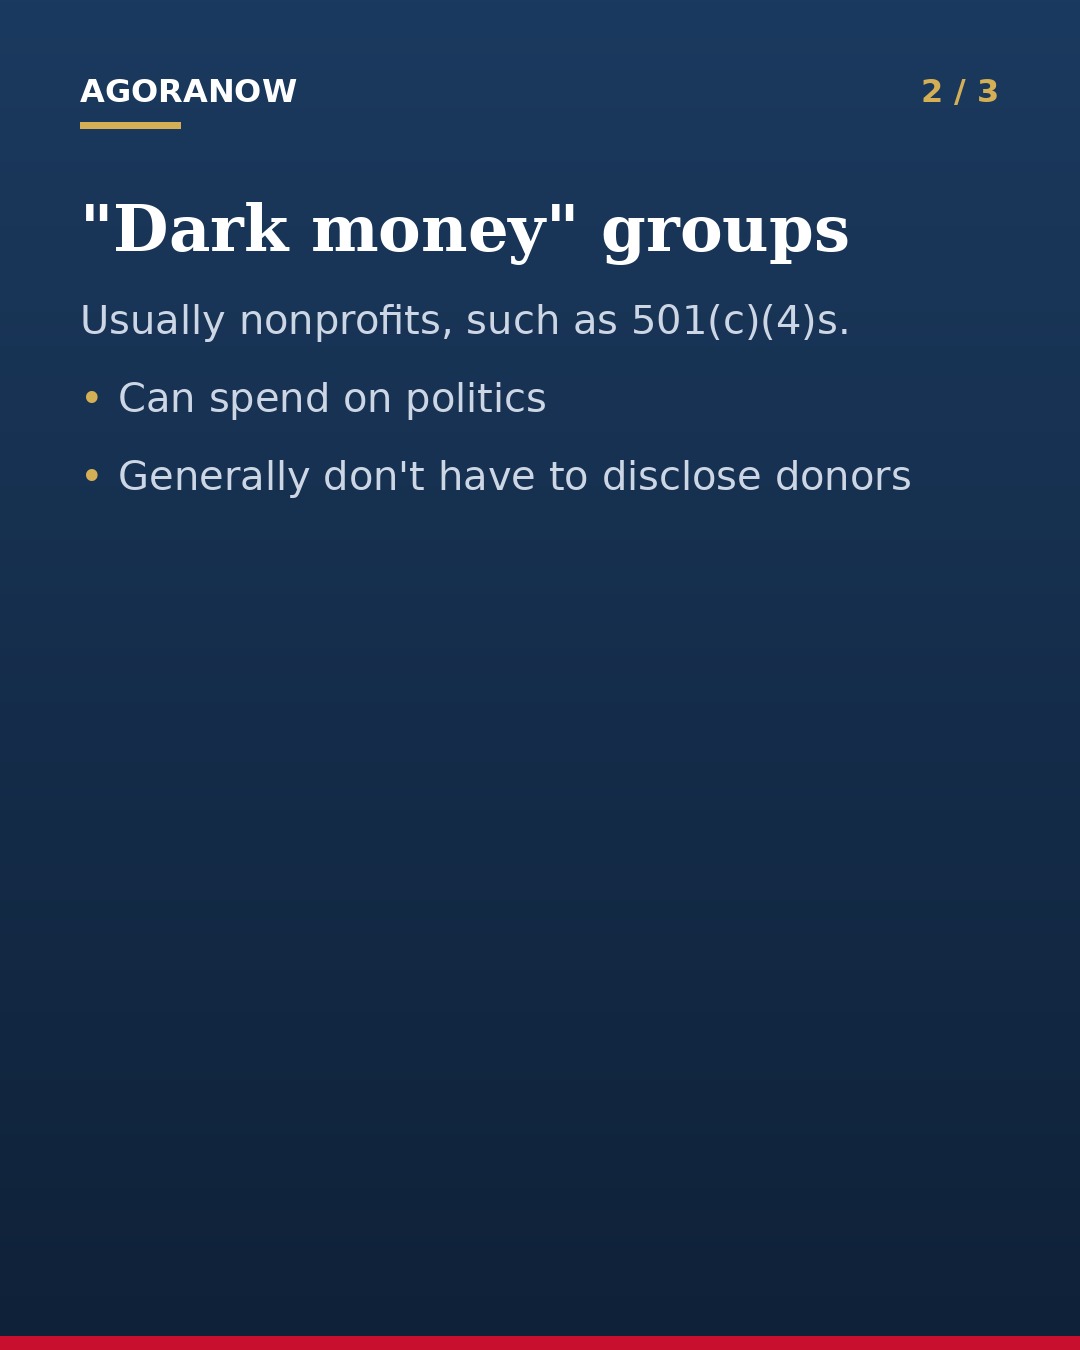 AGORANOW
2 / 3
"Dark money" groups
Usually nonprofits, such as 501(c)(4)s.
• Can spend on politics
• Generally don't have to disclose donors